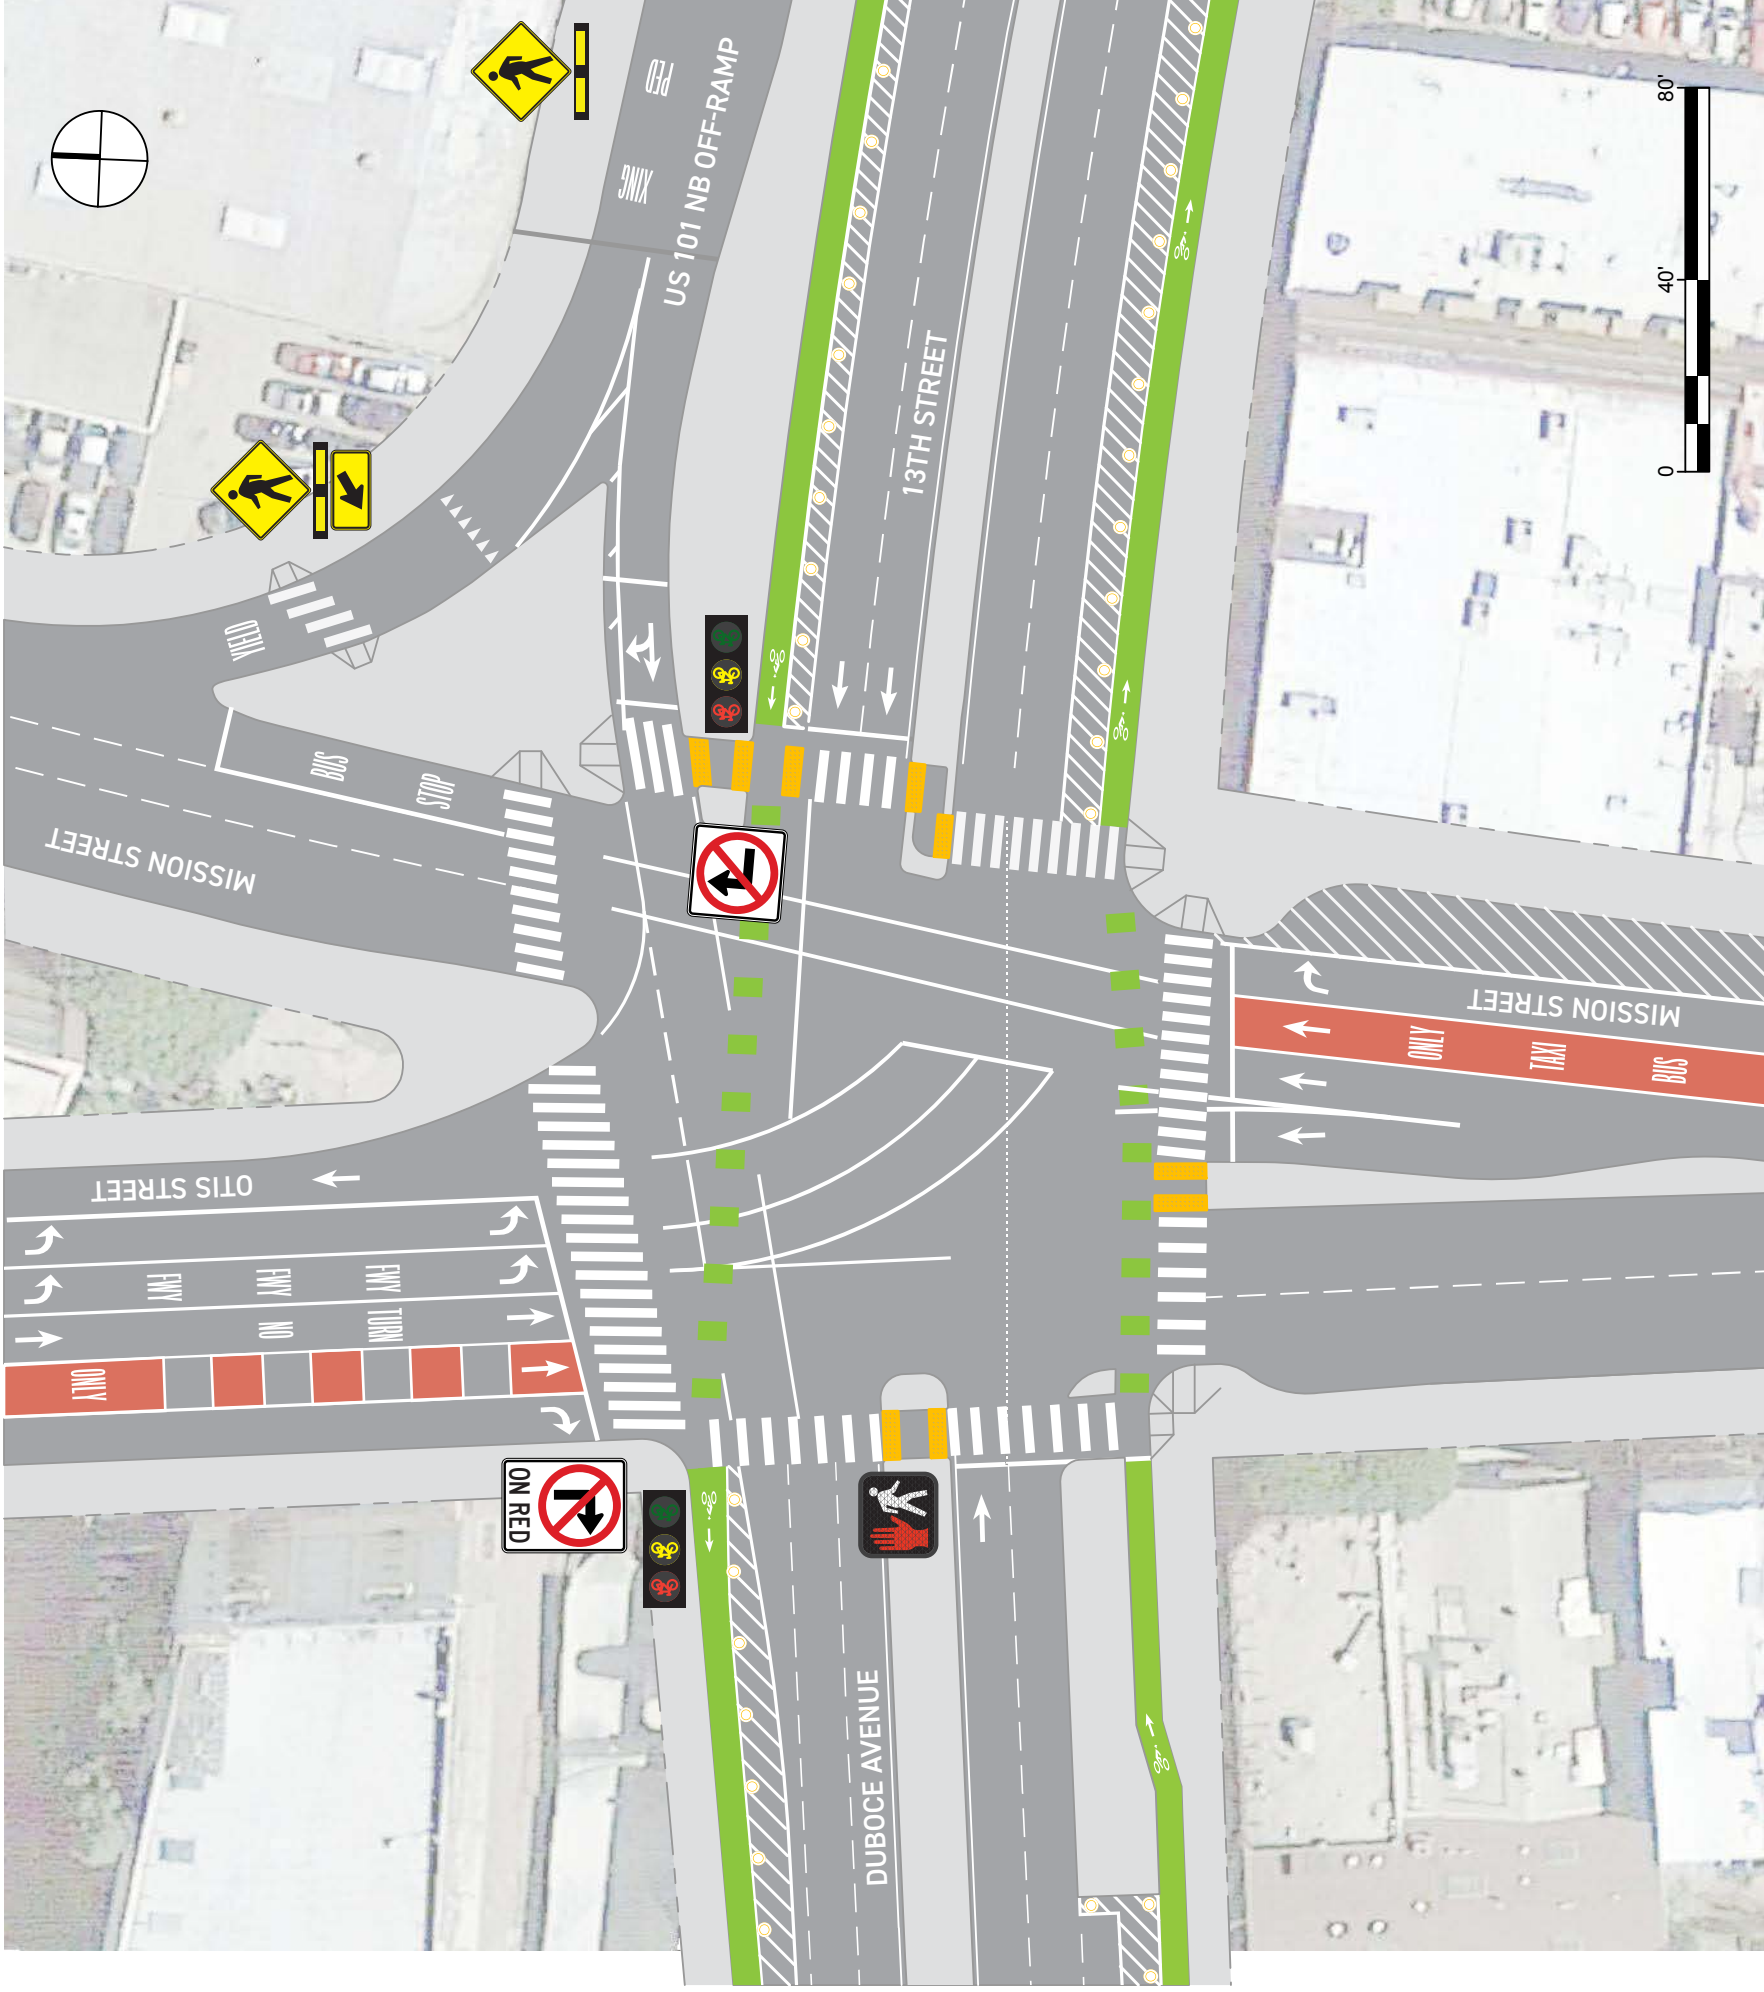 PED
XING
US 101 NB OFF-RAMP
80'
40'
0
13TH STREET
YIELD
BUS
STOP
MISSION STREET
MISSION STREET
ONLY
TAXI
BUS
OTIS STREET
FWY
FWY
FWY
NO
TURN
ONLY
ON RED
DUBOCE AVENUE